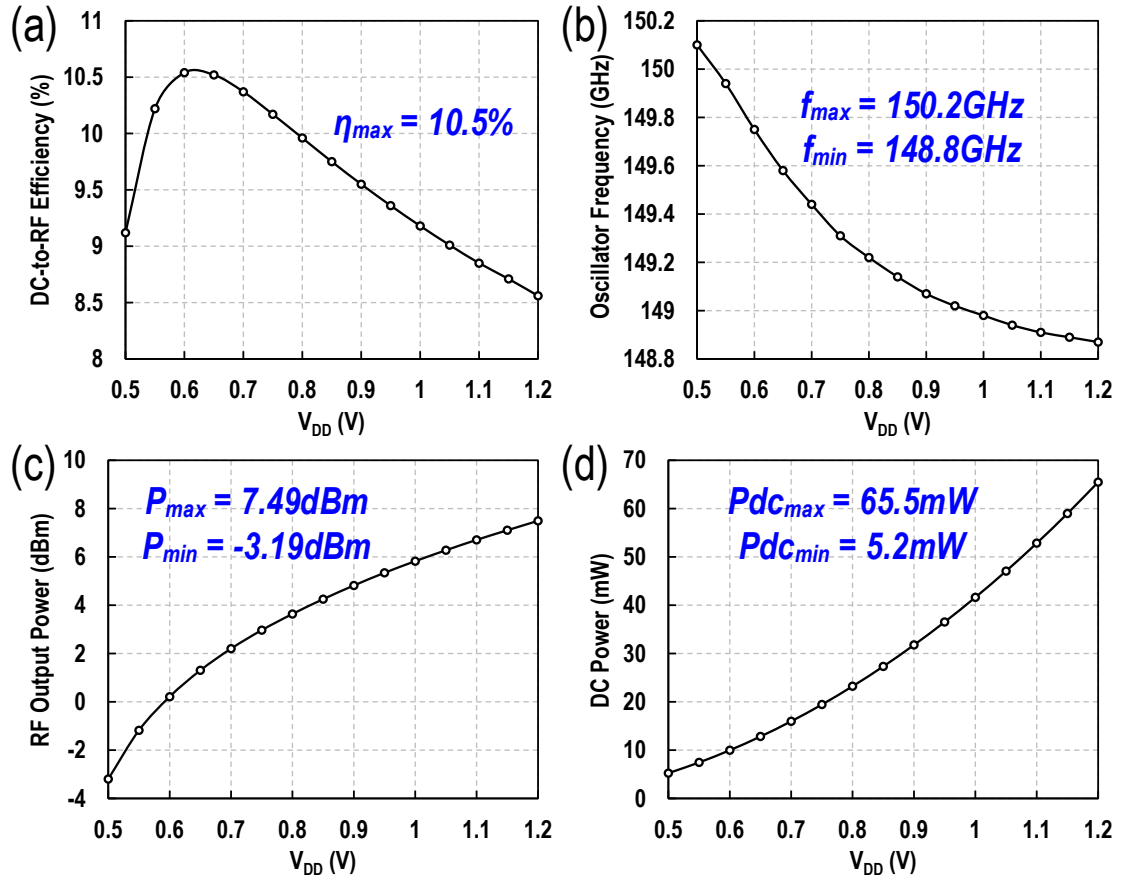 (a)
11
10.5
10
9.5
9
8.5
8
DC-to-RF Efficiency (%)
ηmax = 10.5%
0.5 0.6 0.7 0.8 0.9 1 1.1 1.2
VDD (V)
(b)
150.2
150
149.8
149.6
149.4
149.2
149
148.8
Oscillator Frequency (GHz)
fmax = 150.2GHz
fmin = 148.8GHz
0.5 0.6 0.7 0.8 0.9 1 1.1 1.2
VDD (V)
(c)
10
8
6
4
2
0
-2
-4
RF Output Power (dBm)
Pmax = 7.49dBm
Pmin = -3.19dBm
0.5 0.6 0.7 0.8 0.9 1 1.1 1.2
VDD (V)
(d)
70
60
50
40
30
20
10
0
DC Power (mW)
Pdcmax = 65.5mW
Pdcmin = 5.2mW
0.5 0.6 0.7 0.8 0.9 1 1.1 1.2
VDD (V)